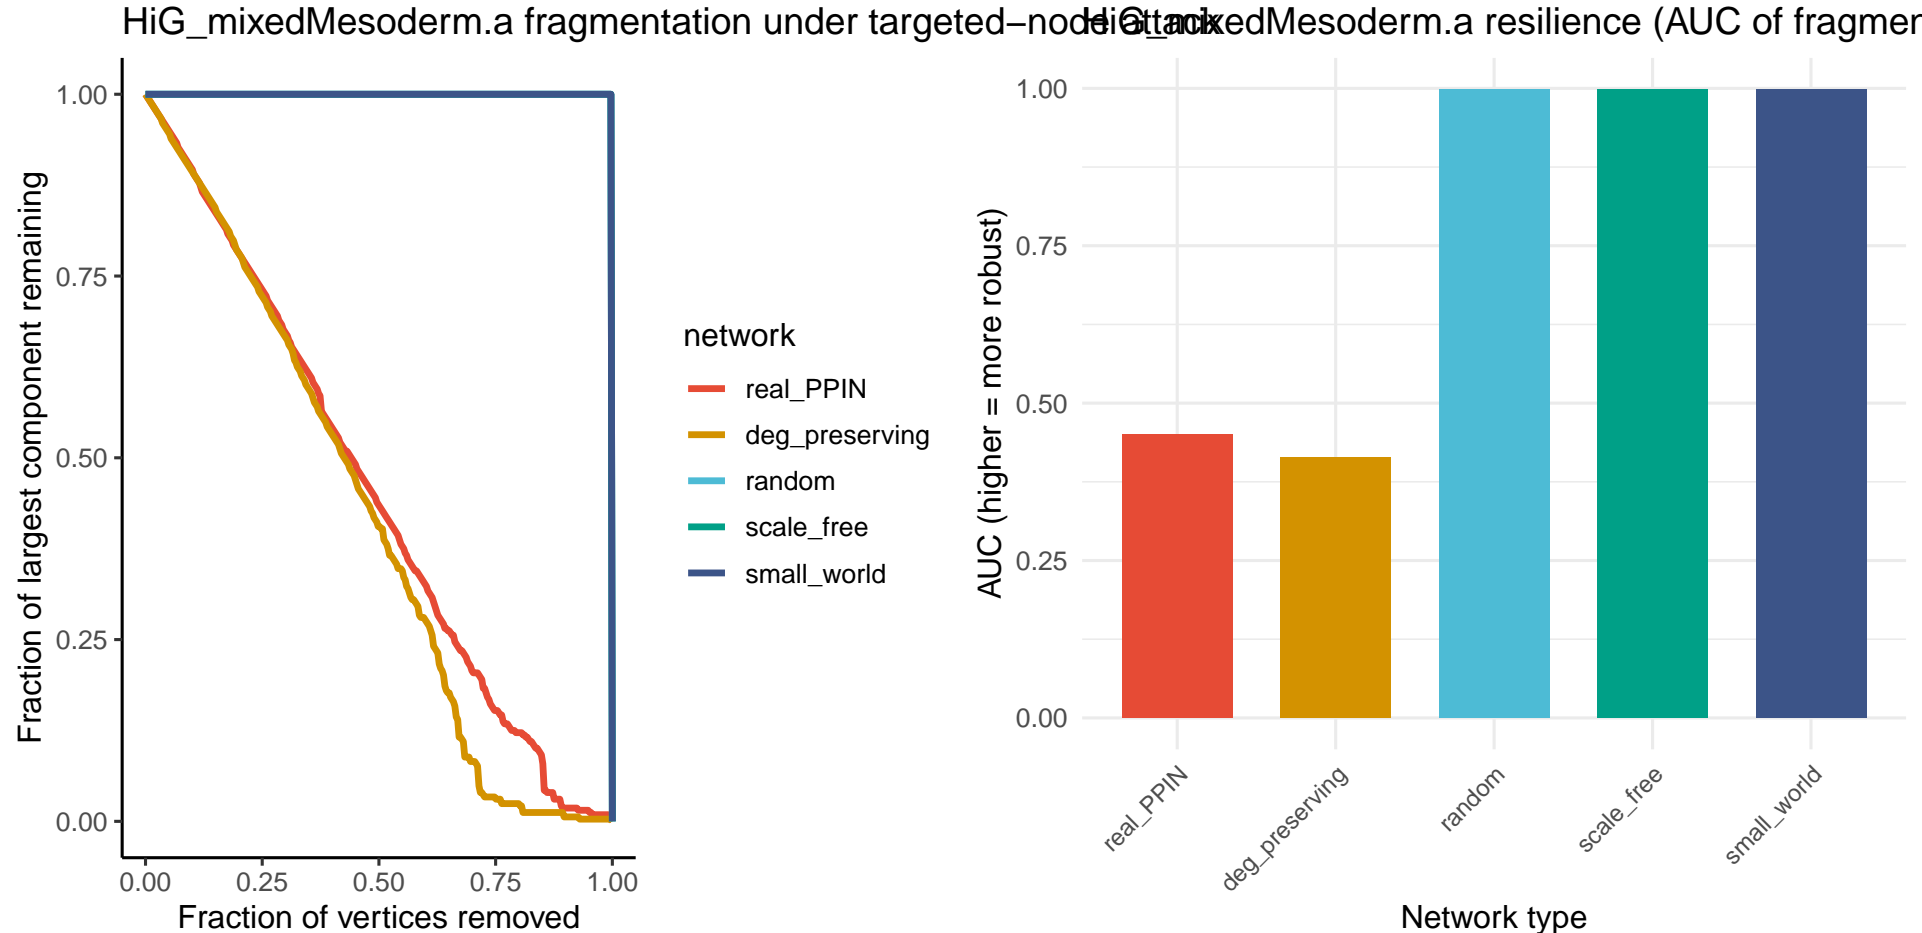 HiG_mixedMesoderm.a fragmentation under targeted−node attack
HiG_mixedMesoderm.a resilience (AUC of fragmen
Fraction of largest component remaining
1.00
0.75
0.50
0.25
0.00
0.00 0.25 0.50 0.75 1.00
Fraction of vertices removed
network
real_PPIN
deg_preserving
random
scale_free
small_world
AUC (higher = more robust)
1.00
0.75
0.50
0.25
0.00
real_PPIN
deg_preserving
random
scale_free
small_world
Network type